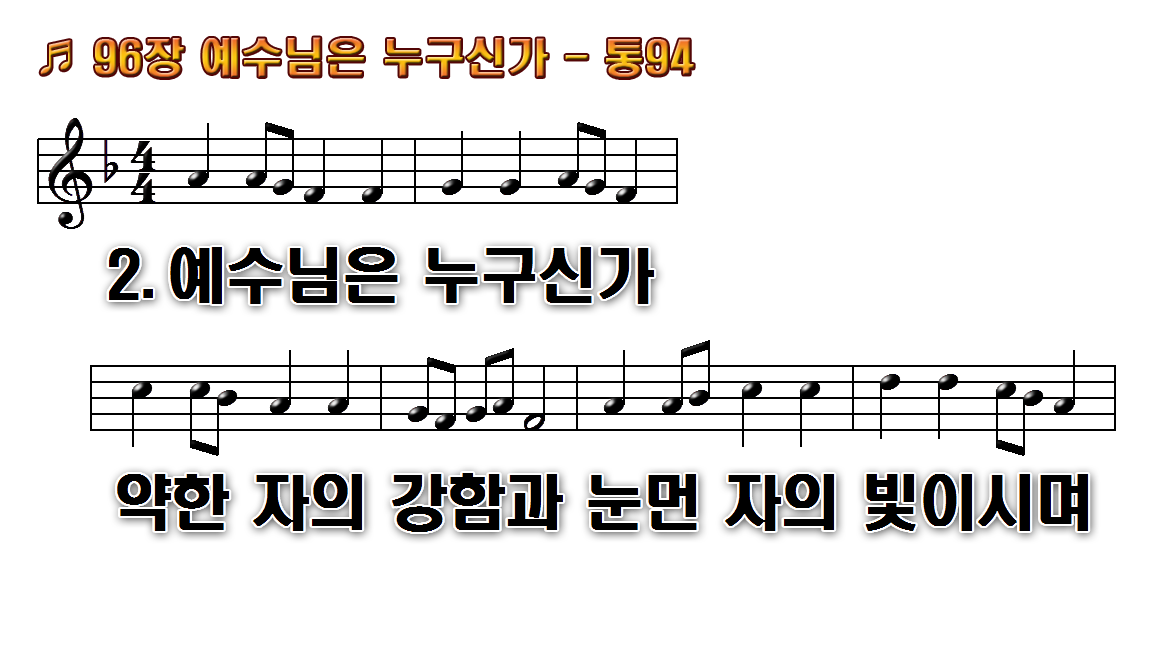 ♬ 96장 예수님은 누구신가 - 통94
4
4
2. 예수님은 누구신가
약한 자의 강함과 눈먼 자의 빛이시며